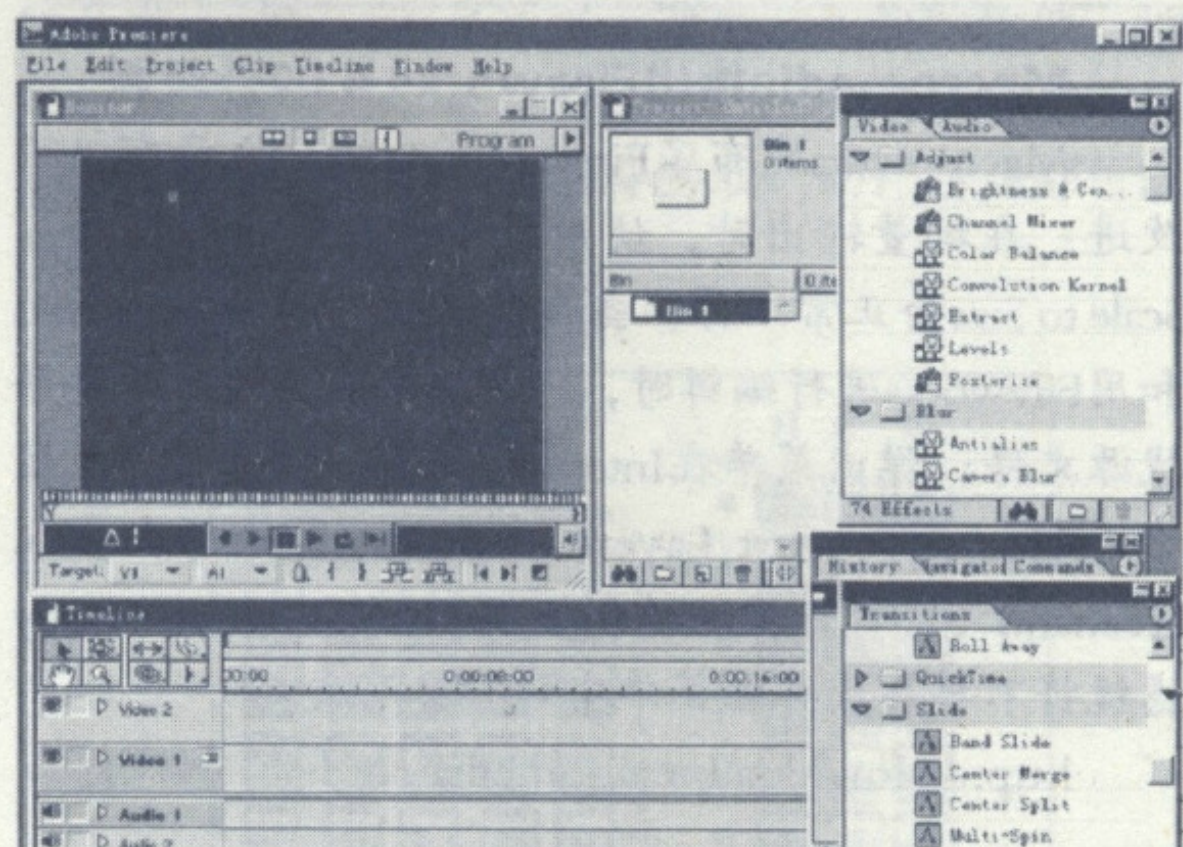 Adobe Premiere
File Edit Project Clip Timeline Window Help
Monitor
Program
Bin 1
0 items
Bin
Bin 1
Video Audio
Adjust
Brightness & Con...
Channel Mixer
Color Balance
Convolution Kernel
Extract
Levels
Posterize
Blur
Antialias
Camera Blur
74 Effects
Target: V1 A1
History Navigator Commands
Transitions
Roll Away
QuickTime
Slide
Band Slide
Center Merge
Center Split
Multi-Spin
Timeline
00:00 0:00:08:00 0:00:16:00
Video 2
Video 1
Audio 1
Audio 2